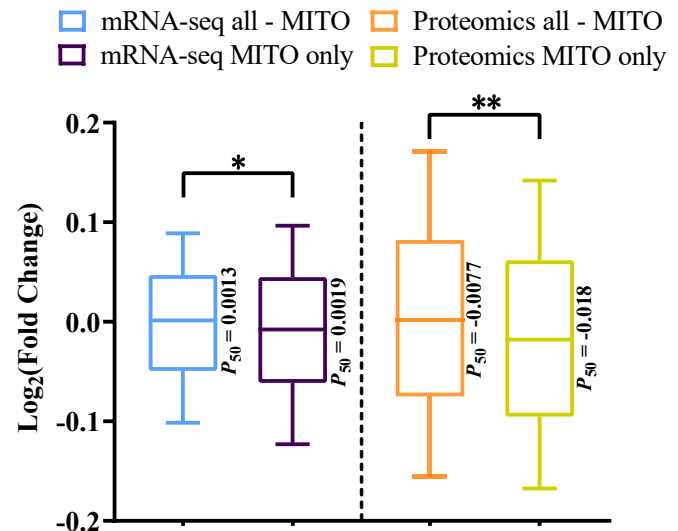 mRNA-seq all - MITO
Proteomics all - MITO
mRNA-seq MITO only
Proteomics MITO only
Log₂(Fold Change)
0.2
0.1
0.0
-0.1
-0.2
*
**
P₅₀ = 0.0013
P₅₀ = 0.0019
P₅₀ = -0.0077
P₅₀ = -0.018